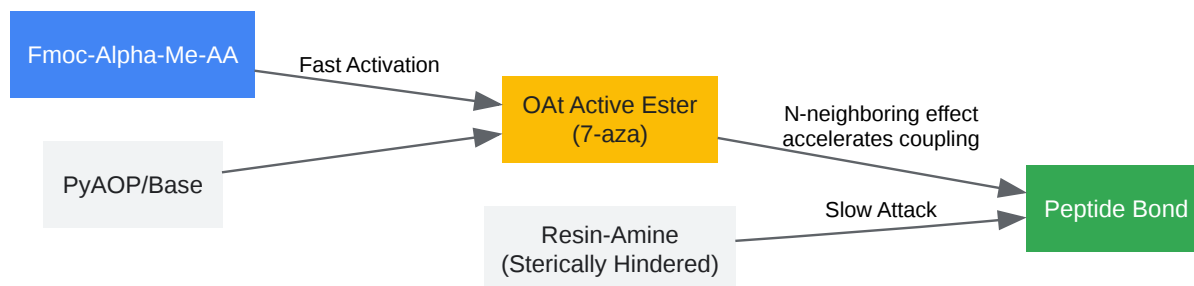 Fmoc-Alpha-Me-AA
Fast Activation
PyAOP/Base
OAt Active Ester
(7-aza)
N-neighboring effect
accelerates coupling
Resin-Amine
(Sterically Hindered)
Slow Attack
Peptide Bond